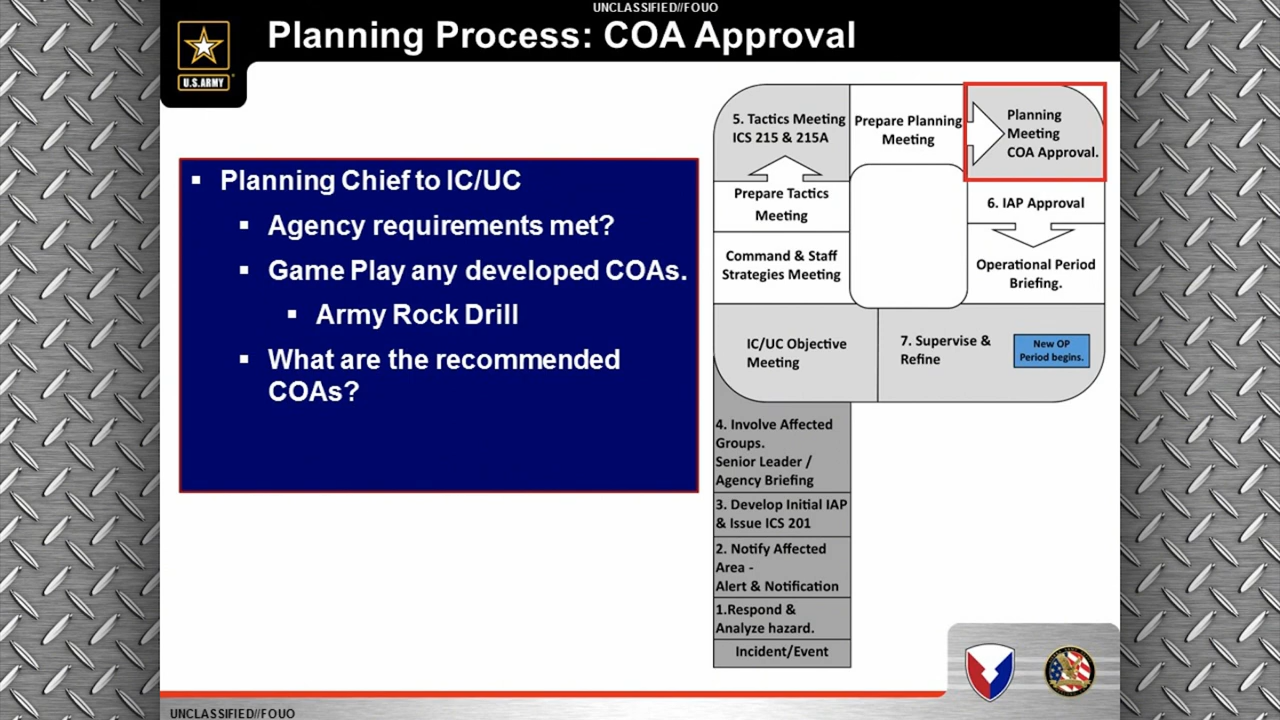 UNCLASSIFIED//FOUO
Planning Process: COA Approval
U.S.ARMY
▪ Planning Chief to IC/UC
▪ Agency requirements met?
▪ Game Play any developed COAs.
▪ Army Rock Drill
▪ What are the recommended
COAs?
5. Tactics Meeting
ICS 215 & 215A
Prepare Planning
Meeting
Planning
Meeting
COA Approval.
Prepare Tactics
Meeting
6. IAP Approval
Command & Staff
Strategies Meeting
Operational Period
Briefing.
IC/UC Objective
Meeting
7. Supervise &
Refine
New OP
Period begins.
4. Involve Affected
Groups.
Senior Leader /
Agency Briefing
3. Develop Initial IAP
& Issue ICS 201
2. Notify Affected
Area -
Alert & Notification
1.Respond &
Analyze hazard.
Incident/Event
UNCLASSIFIED//FOUO